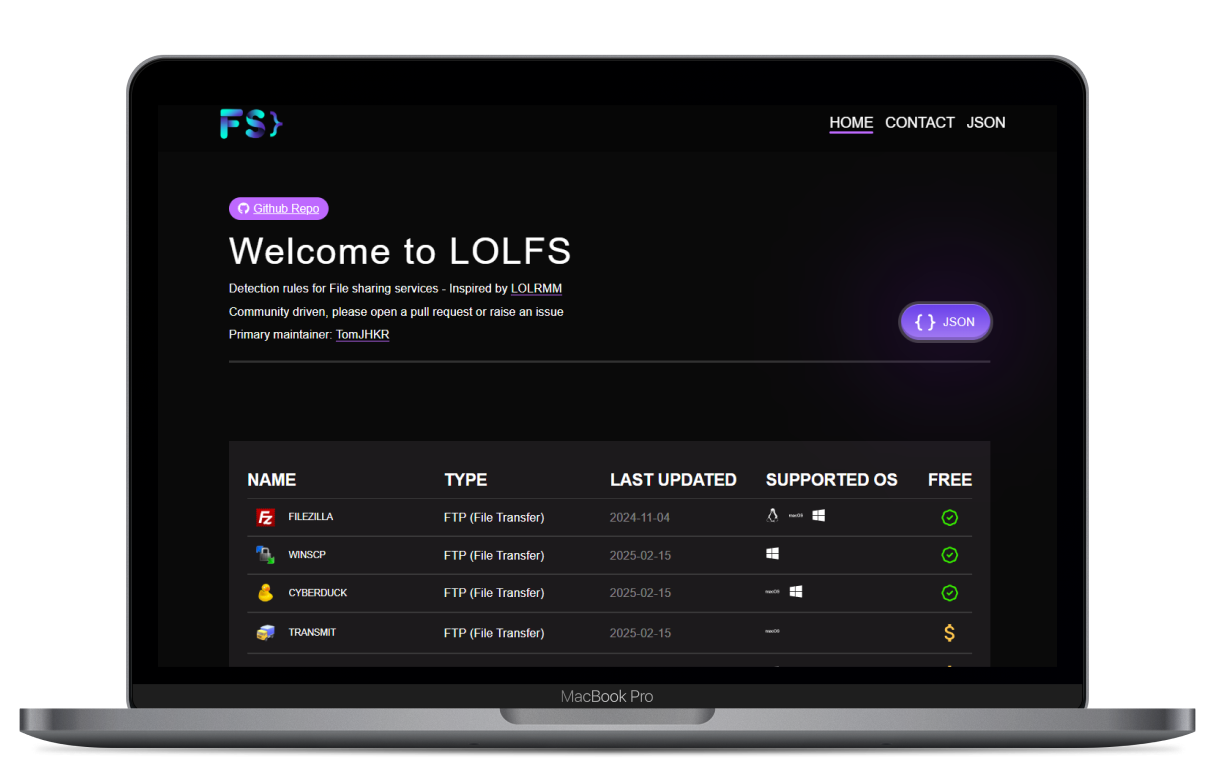 FS}
HOME CONTACT JSON
Github Repo
Welcome to LOLFS
Detection rules for File sharing services - Inspired by LOLRMM
Community driven, please open a pull request or raise an issue
Primary maintainer: TomJHKR
{ } JSON
NAME TYPE LAST UPDATED SUPPORTED OS FREE
Fz FILEZILLA FTP (File Transfer) 2024-11-04 macOS
WINSCP FTP (File Transfer) 2025-02-15
CYBERDUCK FTP (File Transfer) 2025-02-15 macOS
TRANSMIT FTP (File Transfer) 2025-02-15 macOS $
MacBook Pro